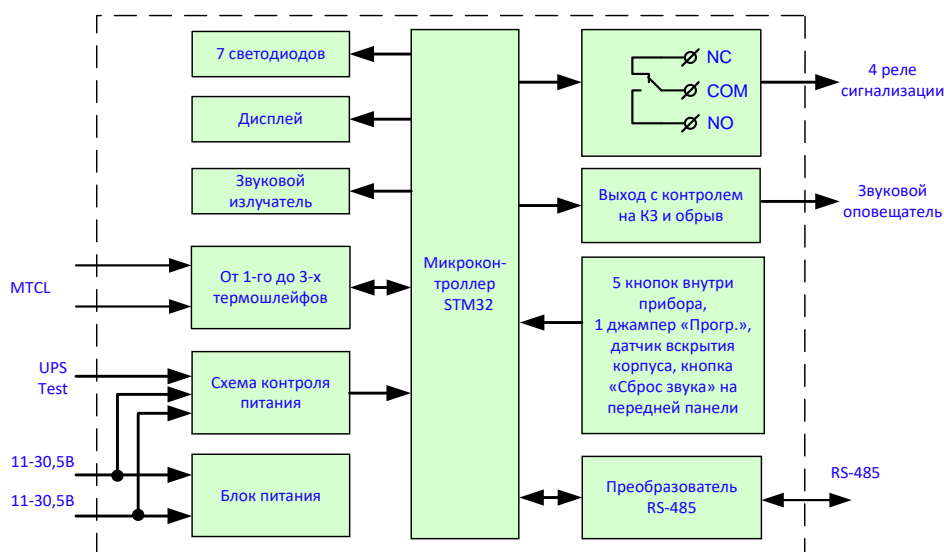 7 светодиодов
Дисплей
Звуковой
излучатель
MTCL
От 1-го до 3-х
термошлейфов
UPS
Test
Схема контроля
питания
11-30,5В
11-30,5В
Блок питания
Микрокон-
троллер
STM32
NC
COM
NO
4 реле
сигнализации
Выход с контролем
на КЗ и обрыв
Звуковой
оповещатель
5 кнопок внутри
прибора,
1 джампер «Прогр.»,
датчик вскрытия
корпуса, кнопка
«Сброс звука» на
передней панели
Преобразователь
RS-485
RS-485